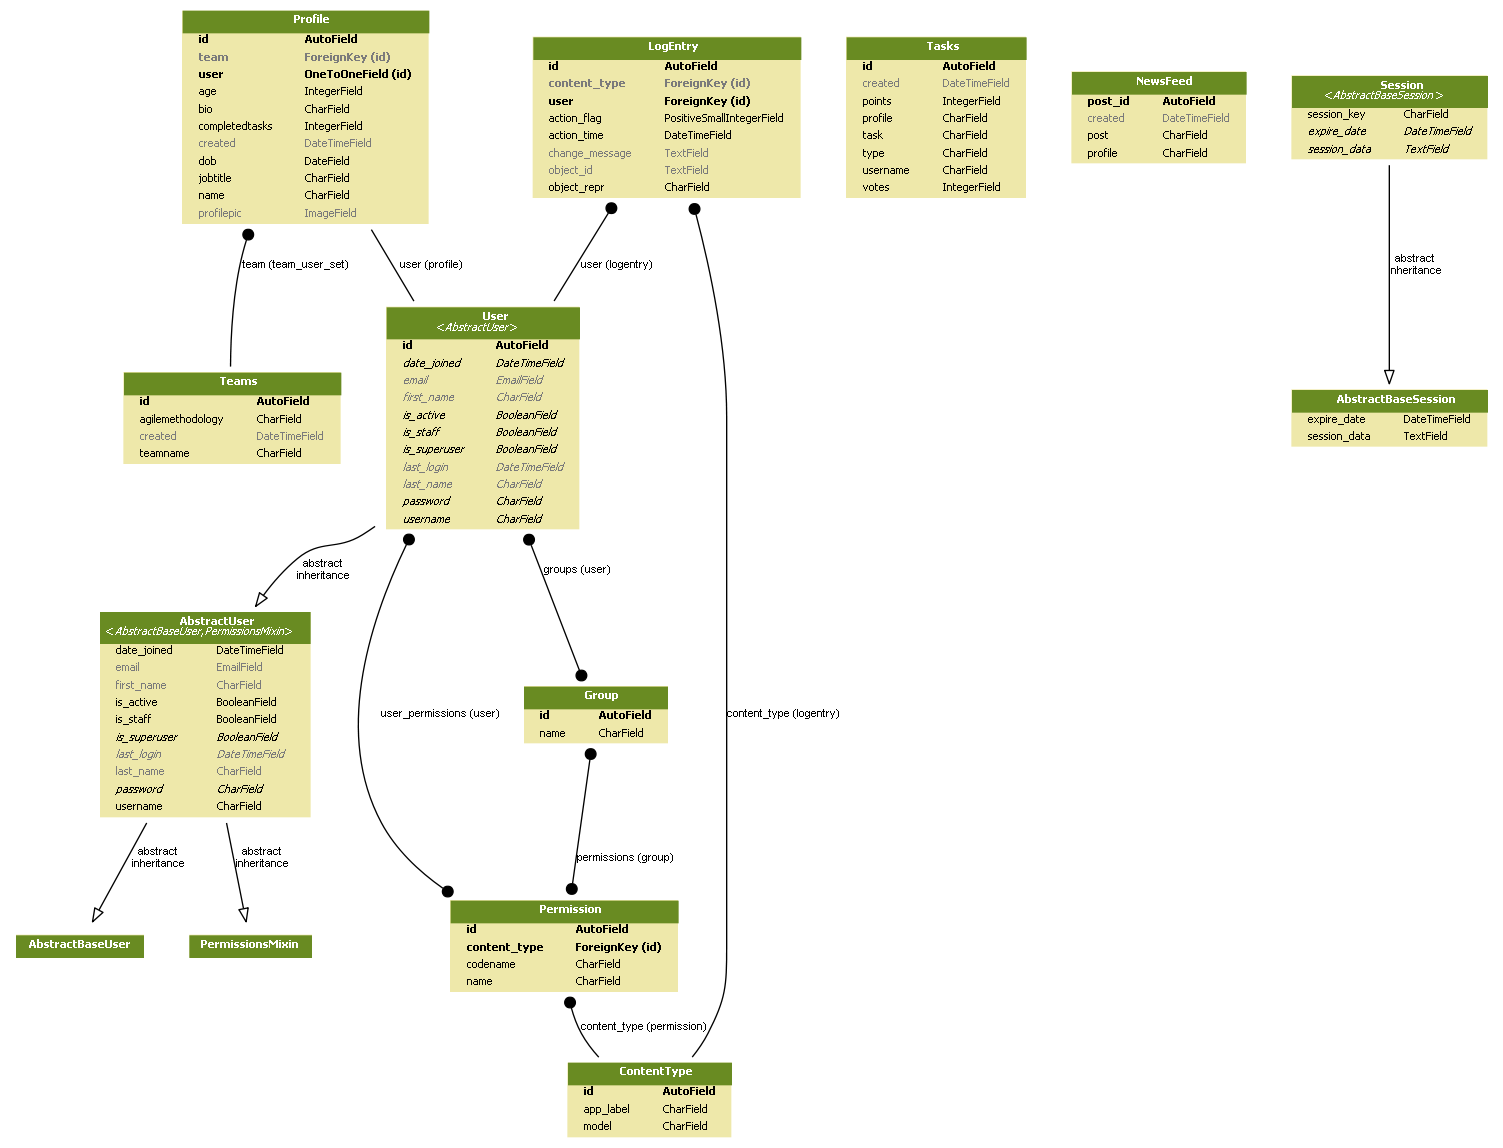 Profile
id AutoField
team ForeignKey (id)
user OneToOneField (id)
age IntegerField
bio CharField
completedtasks IntegerField
created DateTimeField
dob DateField
jobtitle CharField
name CharField
profilepic ImageField
LogEntry
id AutoField
content_type ForeignKey (id)
user ForeignKey (id)
action_flag PositiveSmallIntegerField
action_time DateTimeField
change_message TextField
object_id TextField
object_repr CharField
Tasks
id AutoField
created DateTimeField
points IntegerField
profile CharField
task CharField
type CharField
username CharField
votes IntegerField
NewsFeed
post_id AutoField
created DateTimeField
post CharField
profile CharField
Session
<AbstractBaseSession>
session_key CharField
expire_date DateTimeField
session_data TextField
team (team_user_set)
user (profile)
user (logentry)
abstract
inheritance
User
<AbstractUser>
id AutoField
date_joined DateTimeField
email EmailField
first_name CharField
is_active BooleanField
is_staff BooleanField
is_superuser BooleanField
last_login DateTimeField
last_name CharField
password CharField
username CharField
Teams
id AutoField
agilemethodology CharField
created DateTimeField
teamname CharField
AbstractBaseSession
expire_date DateTimeField
session_data TextField
abstract
inheritance
groups (user)
AbstractUser
<AbstractBaseUser,PermissionsMixin>
date_joined DateTimeField
email EmailField
first_name CharField
is_active BooleanField
is_staff BooleanField
is_superuser BooleanField
last_login DateTimeField
last_name CharField
password CharField
username CharField
user_permissions (user)
Group
id AutoField
name CharField
content_type (logentry)
abstract
inheritance
abstract
inheritance
permissions (group)
AbstractBaseUser
PermissionsMixin
Permission
id AutoField
content_type ForeignKey (id)
codename CharField
name CharField
content_type (permission)
ContentType
id AutoField
app_label CharField
model CharField